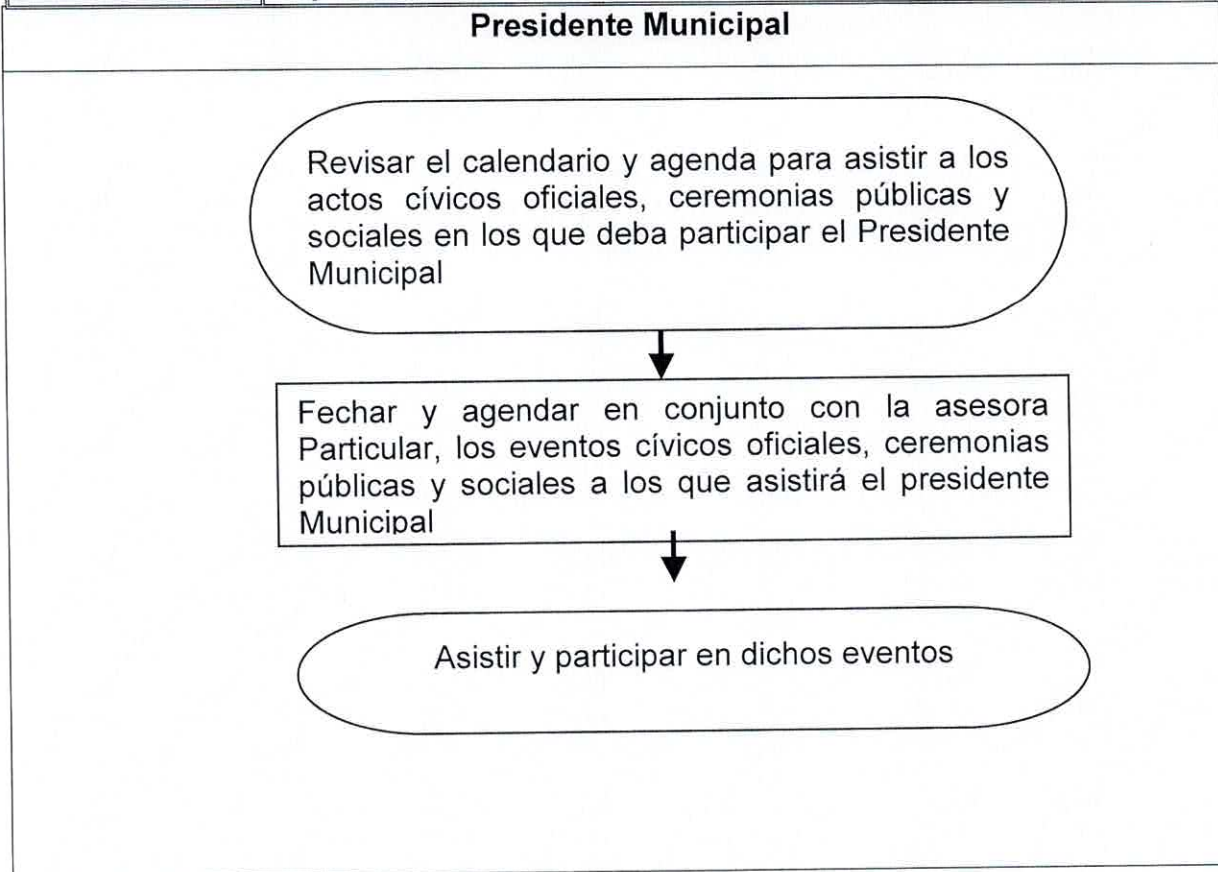 Presidente Municipal
Revisar el calendario y agenda para asistir a los
actos cívicos oficiales, ceremonias públicas y
sociales en los que deba participar el Presidente
Municipal
Fechar y agendar en conjunto con la asesora
Particular, los eventos cívicos oficiales, ceremonias
públicas y sociales a los que asistirá el presidente
Municipal
Asistir y participar en dichos eventos